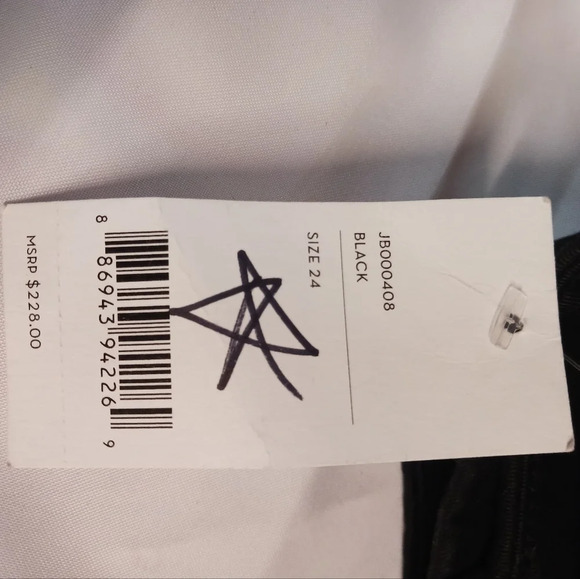 JB000408
BLACK
SIZE 24
8 86943 94226 9
MSRP $228.00